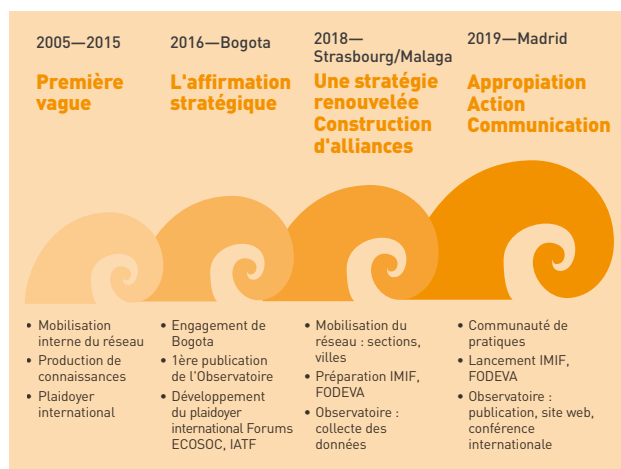 2005—2015
Première
vague
2016—Bogota
L'affirmation
stratégique
2018—
Strasbourg/Malaga
Une stratégie
renouvelée
Construction
d'alliances
2019—Madrid
Appropiation
Action
Communication
• Mobilisation
interne du réseau
• Production de
connaissances
• Plaidoyer
international
• Engagement de
Bogota
• 1ère publication
de l'Observatoire
• Développement
du plaidoyer
international Forums
ECOSOC, IATF
• Mobilisation du
réseau : sections,
villes
• Préparation IMIF,
FODEVA
• Observatoire :
collecte des
données
• Communauté de
pratiques
• Lancement IMIF,
FODEVA
• Observatoire :
publication, site web,
conférence
internationale